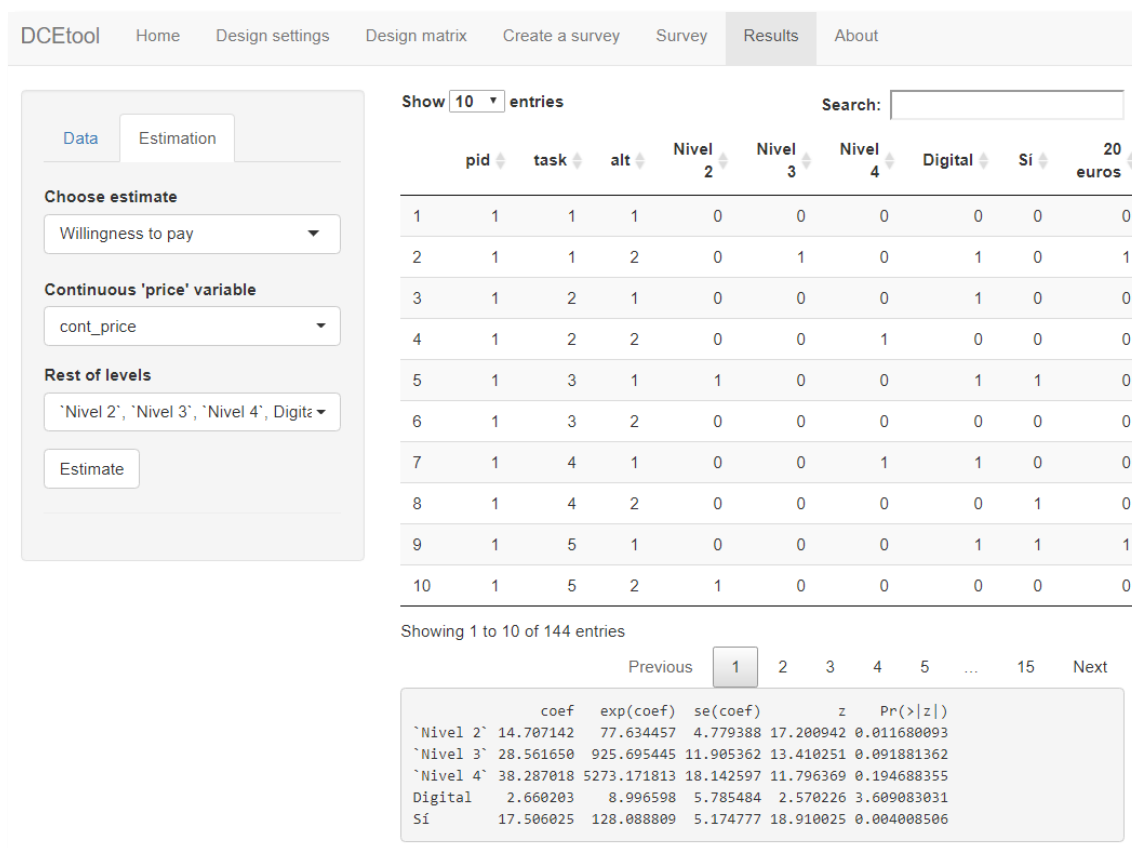 DCEtool Home Design settings Design matrix Create a survey Survey Results About
Data Estimation
Choose estimate
Willingness to pay
Continuous 'price' variable
cont_price
Rest of levels
`Nivel 2`, `Nivel 3`, `Nivel 4`, Digita
Estimate
Show 10 entries
Search:
pid task alt Nivel 2 Nivel 3 Nivel 4 Digital Sí 20 euros
1 1 1 1 0 0 0 0 0 0
2 1 1 2 0 1 0 1 0 1
3 1 2 1 0 0 0 1 0 0
4 1 2 2 0 0 1 0 0 0
5 1 3 1 1 0 0 1 1 0
6 1 3 2 0 0 0 0 0 0
7 1 4 1 0 0 1 1 0 0
8 1 4 2 0 0 0 0 1 0
9 1 5 1 0 0 0 1 1 1
10 1 5 2 1 0 0 0 0 0
Showing 1 to 10 of 144 entries
Previous 1 2 3 4 5 ... 15 Next
coef exp(coef) se(coef) z Pr(>|z|)
`Nivel 2` 14.707142 77.634457 4.779388 17.200942 0.011680093
`Nivel 3` 28.561650 925.695445 11.905362 13.410251 0.091881362
`Nivel 4` 38.287018 5273.171813 18.142597 11.796369 0.194688355
Digital 2.660203 8.996598 5.785484 2.570226 3.609083031
Sí 17.506025 128.088809 5.174777 18.910025 0.004008506